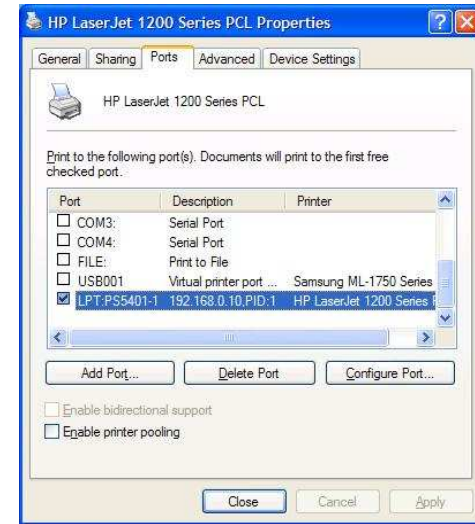 HP LaserJet 1200 Series PCL Properties
General Sharing Ports Advanced Device Settings
HP LaserJet 1200 Series PCL
Print to the following port(s). Documents will print to the first free
checked port.
Port Description Printer
COM3: Serial Port
COM4: Serial Port
FILE: Print to File
USB001 Virtual printer port ... Samsung ML-1750 Series
LPT:PS5401-1 192.168.0.10,PID:1 HP LaserJet 1200 Series
Add Port... Delete Port Configure Port...
Enable bidirectional support
Enable printer pooling
Close Cancel Apply